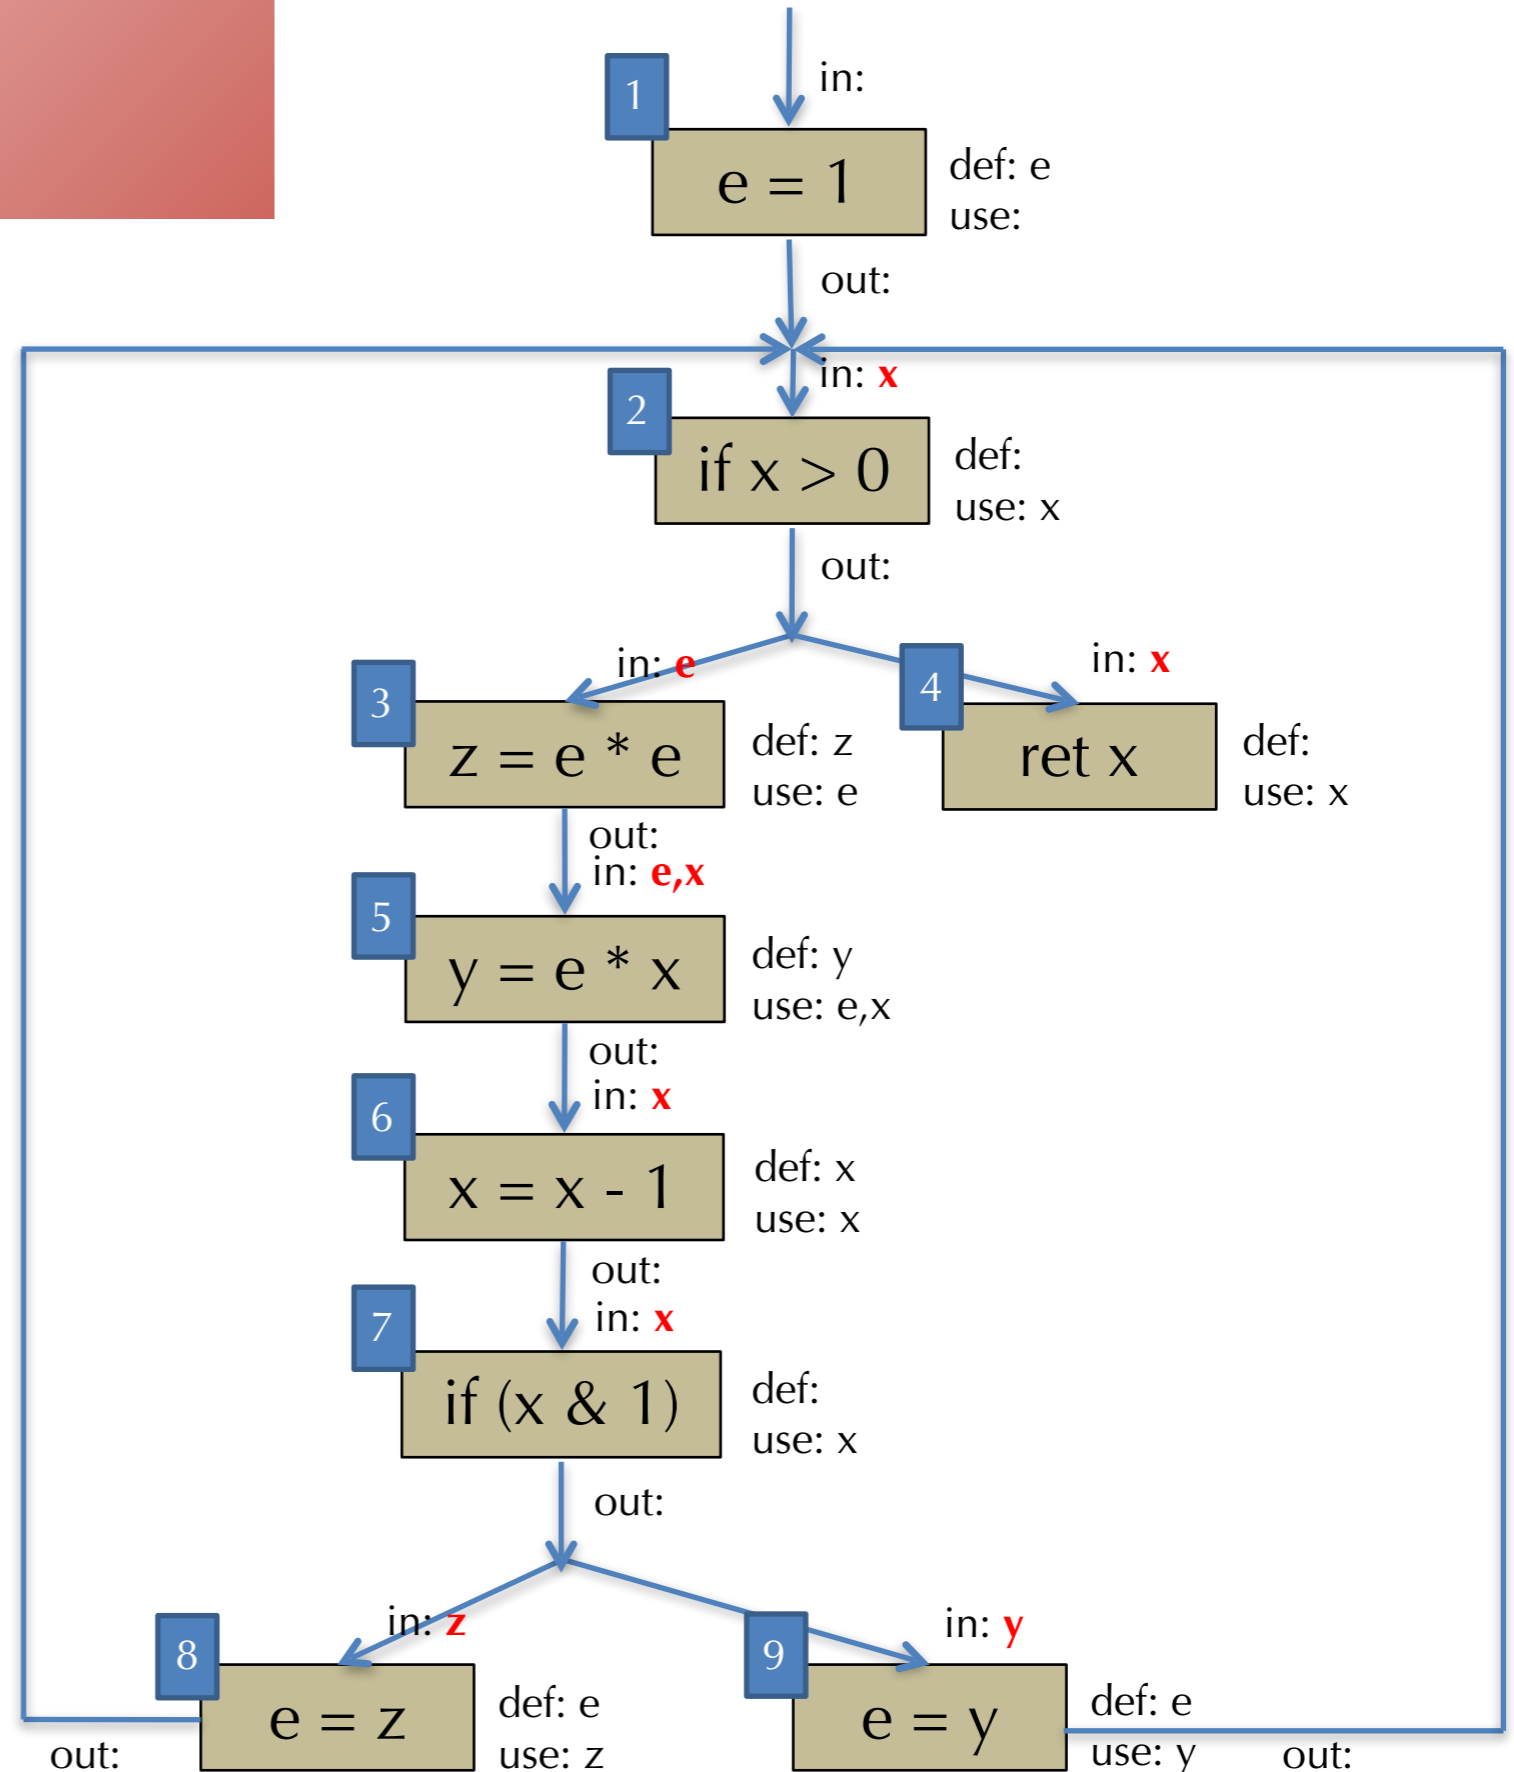 in:
1
e = 1
def: e
use:
out:
in: x
2
if x > 0
def:
use: x
out:
in: e
in: x
3
z = e * e
def: z
use: e
4
ret x
def:
use: x
out:
in: e,x
5
y = e * x
def: y
use: e,x
out:
in: x
6
x = x - 1
def: x
use: x
out:
in: x
7
if (x & 1)
def:
use: x
out:
in: z
in: y
8
e = z
def: e
use: z
out:
9
e = y
def: e
use: y
out: